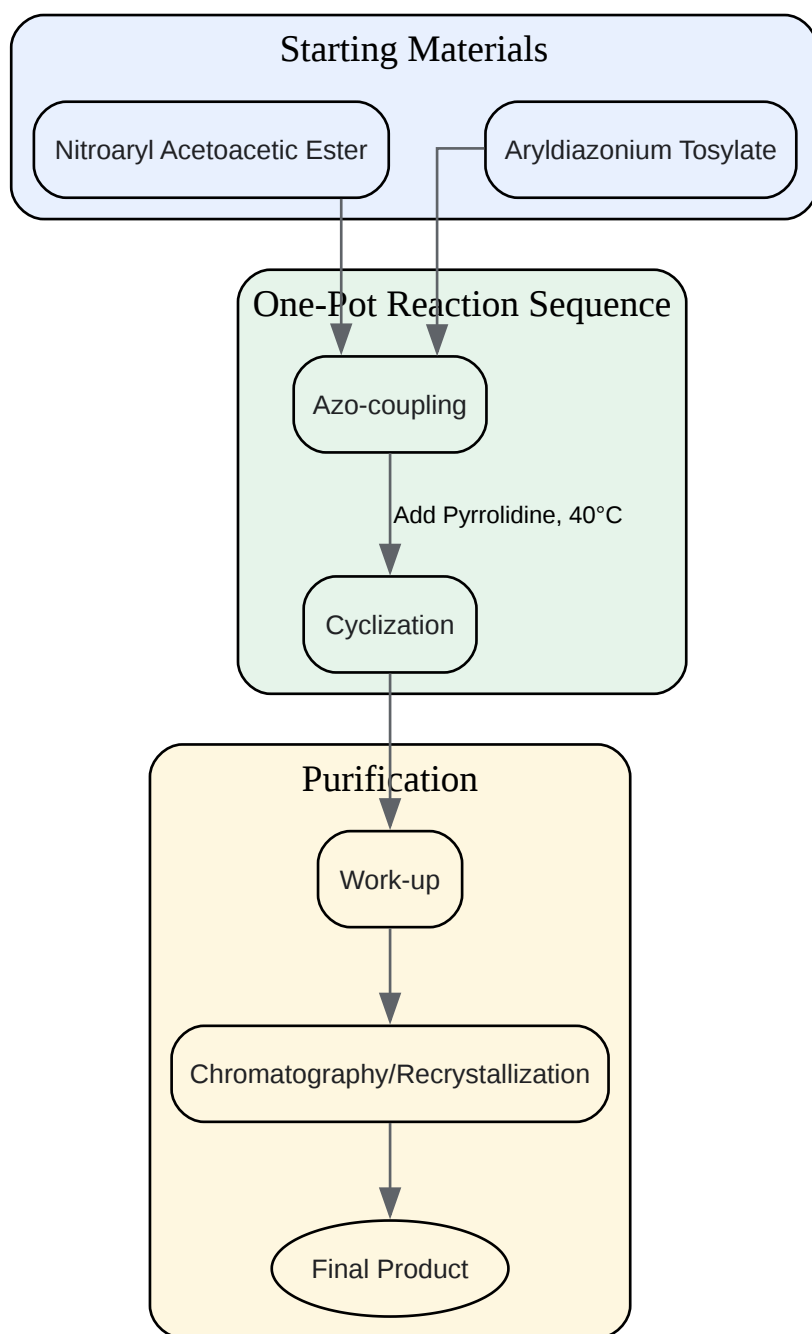 Starting Materials
Nitroaryl Acetoacetic Ester
Aryldiazonium Tosylate
One-Pot Reaction Sequence
Azo-coupling
Add Pyrrolidine, 40°C
Cyclization
Purification
Work-up
Chromatography/Recrystallization
Final Product